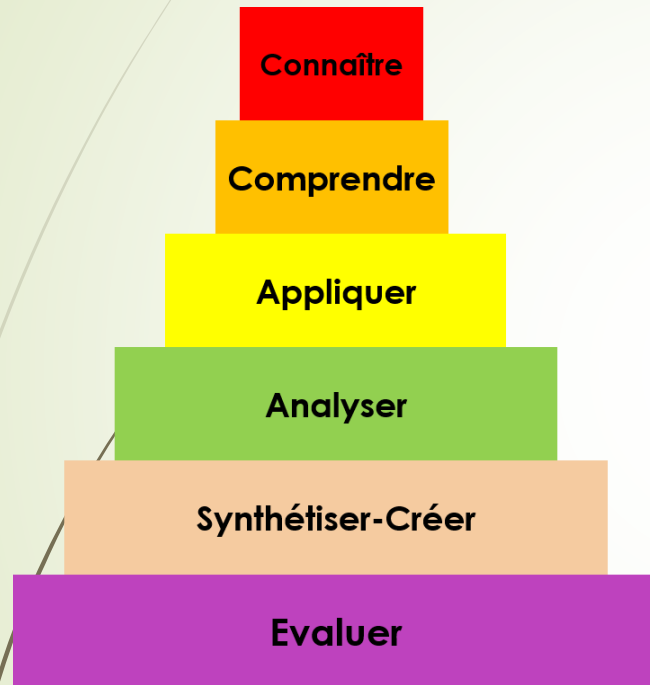 Connaître
Comprendre
Appliquer
Analyser
Synthétiser-Créer
Evaluer